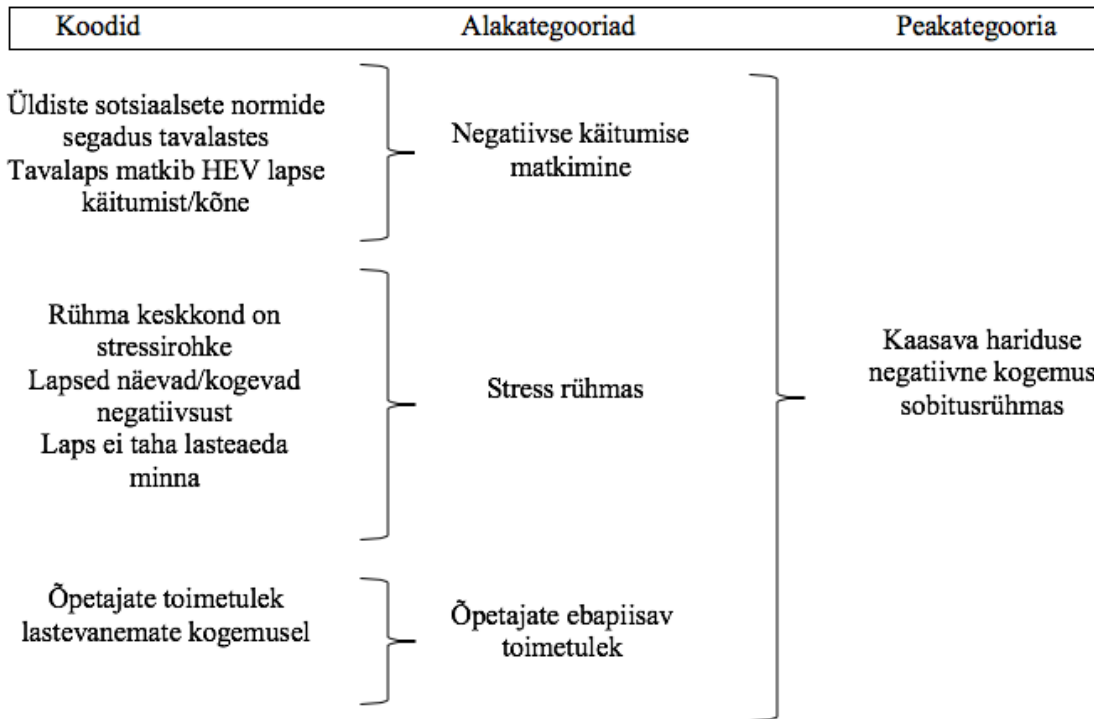 Koodid Alakategooriad Peakategooria
Üldiste sotsiaalsete normide
segadus tavalastes
Tavalaps matkib HEV lapse
käitumist/kõne
Negatiivse käitumise
matkimine
Rühma keskkond on
stressirohke
Lapsed näevad/kogevad
negatiivsust
Laps ei taha lasteaeda
minna
Stress rühmas
Õpetajate toimetulek
lastevanemate kogemusel
Õpetajate ebapiisav
toimetulek
Kaasava hariduse
negatiivne kogemus
sobitusrühmas